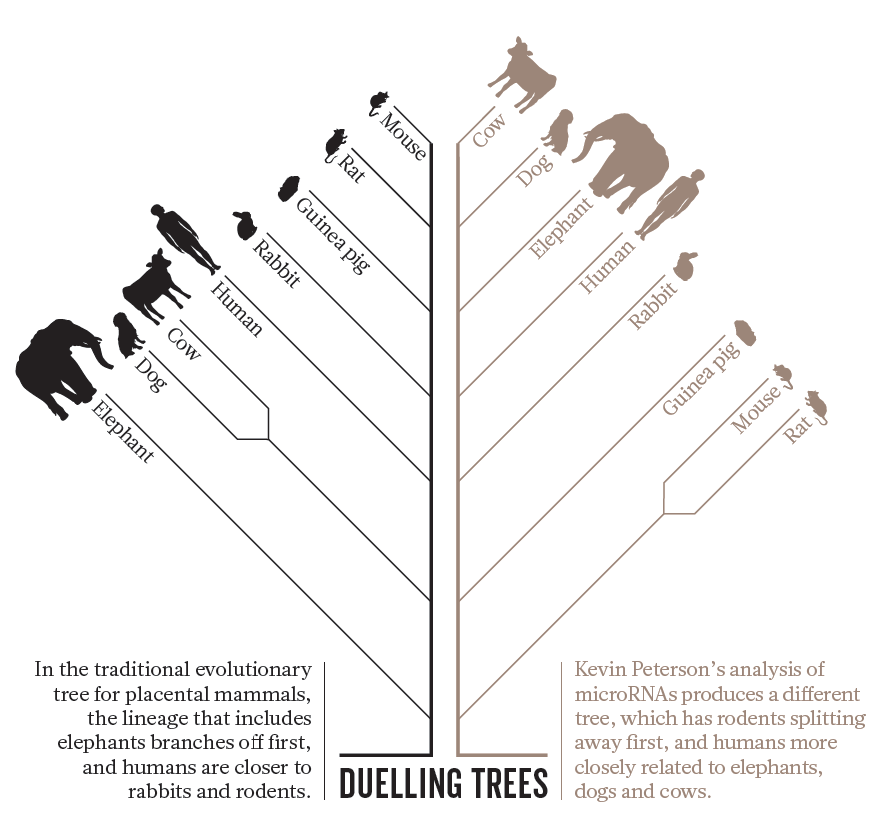 Mouse
Rat
Guinea pig
Rabbit
Human
Cow
Dog
Elephant
Cow
Dog
Elephant
Human
Rabbit
Guinea pig
Mouse
Rat
In the traditional evolutionary
tree for placental mammals,
the lineage that includes
elephants branches off first,
and humans are closer to
rabbits and rodents.
DUELLING TREES
Kevin Peterson's analysis of
microRNAs produces a different
tree, which has rodents splitting
away first, and humans more
closely related to elephants,
dogs and cows.